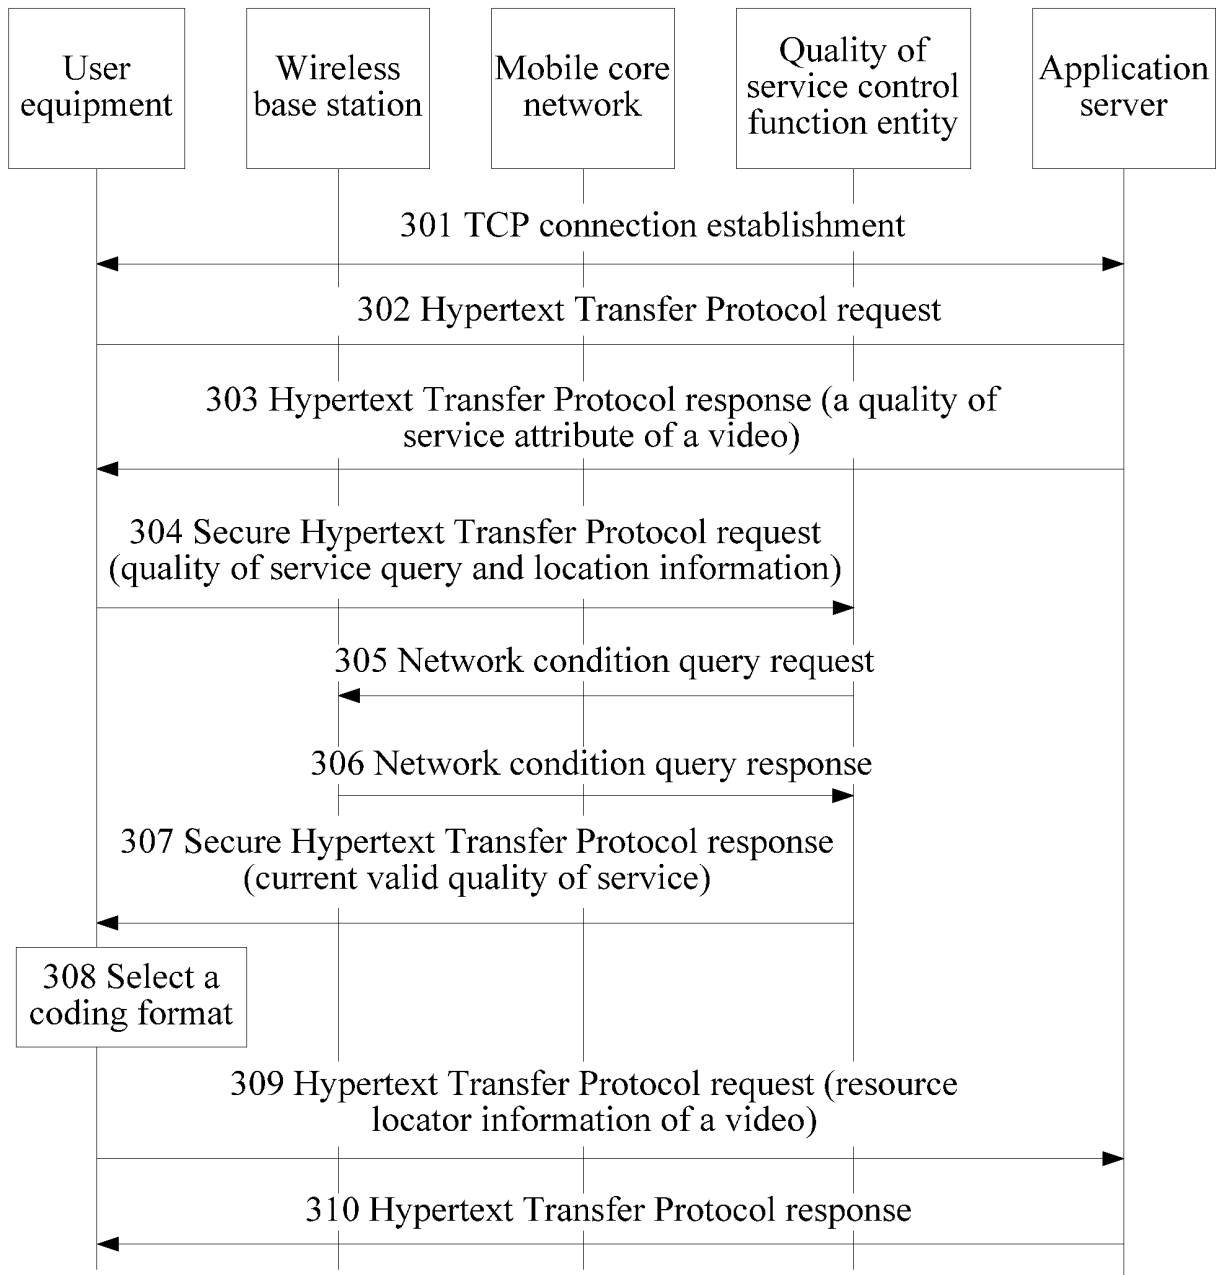 User
equipment
Wireless
base station
Mobile core
network
Quality of
service control
function entity
Application
server
301 TCP connection establishment
302 Hypertext Transfer Protocol request
303 Hypertext Transfer Protocol response (a quality of
service attribute of a video)
304 Secure Hypertext Transfer Protocol request
(quality of service query and location information)
305 Network condition query request
306 Network condition query response
307 Secure Hypertext Transfer Protocol response
(current valid quality of service)
308 Select a
coding format
309 Hypertext Transfer Protocol request (resource
locator information of a video)
310 Hypertext Transfer Protocol response